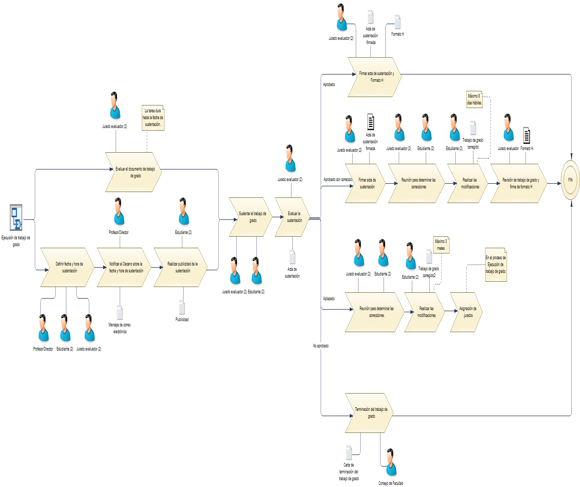 Jurado evaluador (2)
Acta de
sustentación
firmada
Formato H
Firmar acta de sustentación y
Formato H
Aprobado
La tarea dura
hasta la fecha de
sustentación.
Jurado evaluador (2)
Evaluar el documento de trabajo
de grado
Máximo 8
días hábiles.
Jurado evaluador (2)
Acta de
sustentación
firmada.
Jurado evaluador (2)
Estudiante (2)
Estudiante (2)
Trabajo de grado
corregido
Jurado evaluador
Formato H
Jurado evaluador (2)
Aprobado con correcciones
Firmar acta de
sustentación
Reunión para determinar las
correcciones
Realizar las
modificaciones
Revisión de trabajo de grado y
firma de formato H
Fin
Ejecución de trabajo de
grado
Profesor Director
Estudiante (2)
Sustentar el trabajo de
grado
Evaluar la
sustentación
Definir fecha y hora de
sustentación
Notificar al Decano sobre la
fecha y hora de sustentación
Realizar publicidad de la
sustentación
Jurado evaluador (2)
Estudiante (2)
Acta de
sustentación
Profesor Director
Estudiante (2)
Jurado evaluador (2)
Mensaje de correo
electrónico
Publicidad
Máximo 3
meses
Jurado evaluador (2)
Estudiante (2)
Estudiante (2)
Trabajo de grado
corregido2
En el proceso de
Ejecución de
trabajo de grado.
Aplazado
Reunión para determinar las
correcciones
Realizar las
modificaciones
Asignación de
jurados
No aprobado
Terminación del trabajo de
grado
Carta de
terminación del
trabajo de grado
Consejo de Facultad